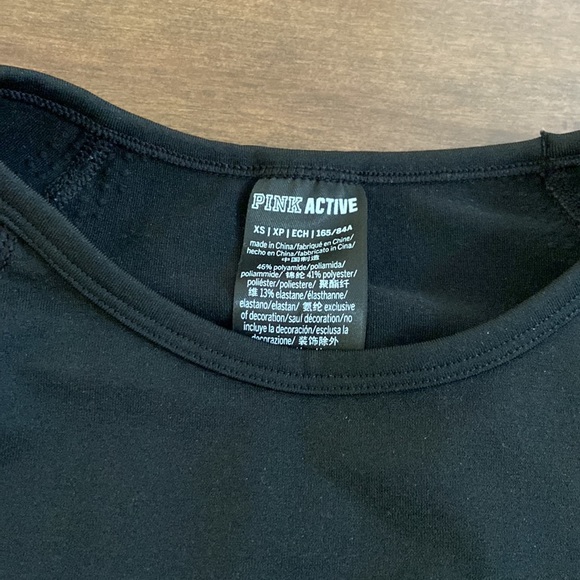 PINK ACTIVE
XS | XP | ECH | 165/84A
made in China/fabriqué en Chine/
hecho en China/fabbricato in Cina/
中国制造
46% polyamide/poliamida/
poliammide/ 锦纶 41% polyester/
poliéster/poliestere/ 聚酯纤
维 13% elastane/élasthanne/
elastano/elastan/ 氨纶 exclusive
of decoration/sauf décoration/no
incluye la decoración/esclusa la
decorazione/ 装饰除外